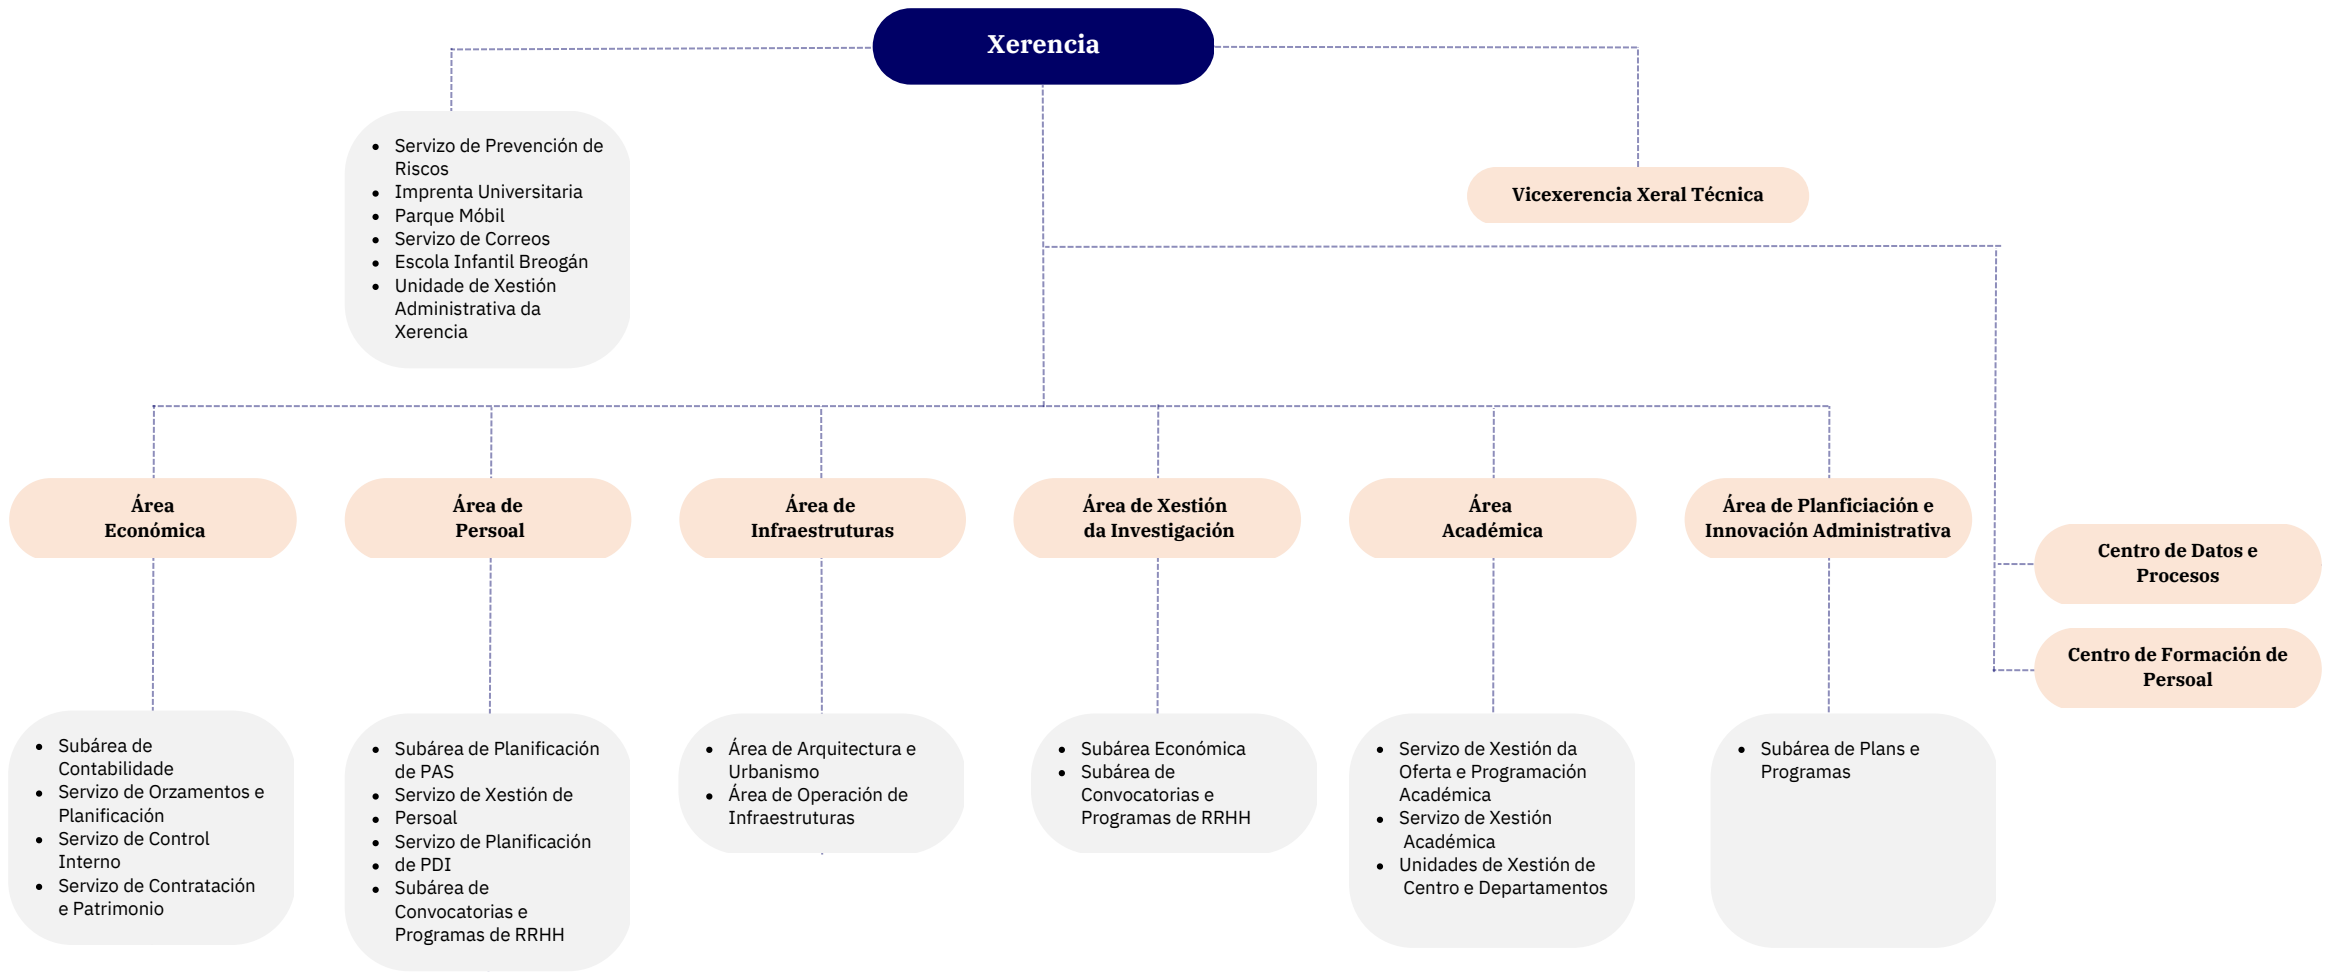 Xerencia
• Servizo de Prevención de
Riscos
• Imprenta Universitaria
• Parque Móbil
• Servizo de Correos
• Escola Infantil Breogán
• Unidade de Xestión
Administrativa da
Xerencia
Vicexerencia Xeral Técnica
Área
Económica
Área de
Persoal
Área de
Infraestruturas
Área de Xestión
da Investigación
Área
Académica
Área de Planficiación e
Innovación Administrativa
Centro de Datos e
Procesos
Centro de Formación de
Persoal
• Subárea de
Contabilidade
• Servizo de Orzamentos e
Planificación
• Servizo de Control
Interno
• Servizo de Contratación
e Patrimonio
• Subárea de Planificación
de PAS
• Servizo de Xestión de
• Persoal
• Servizo de Planificación
• de PDI
• Subárea de
Convocatorias e
Programas de RRHH
• Área de Arquitectura e
Urbanismo
• Área de Operación de
Infraestruturas
• Subárea Económica
• Subárea de
Convocatorias e
Programas de RRHH
• Servizo de Xestión da
Oferta e Programación
Académica
• Servizo de Xestión
Académica
• Unidades de Xestión de
Centro e Departamentos
• Subárea de Plans e
Programas